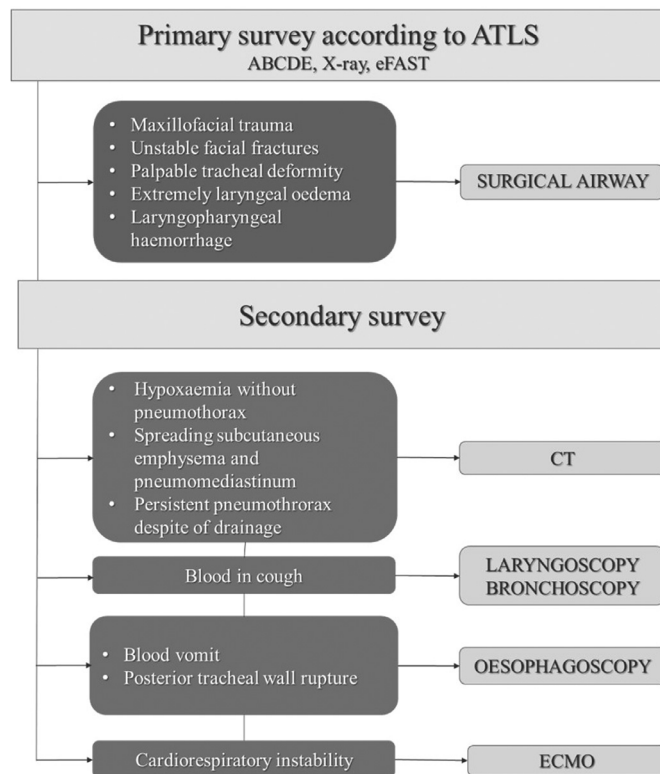 Primary survey according to ATLS
ABCDE, X-ray, eFAST
• Maxillofacial trauma
• Unstable facial fractures
• Palpable tracheal deformity
• Extremely laryngeal oedema
• Laryngopharyngeal
haemorrhage
SURGICAL AIRWAY
Secondary survey
• Hypoxaemia without
pneumothorax
• Spreading subcutaneous
emphysema and
pneumomediastinum
• Persistent pneumothrorax
despite of drainage
CT
Blood in cough
LARYNGOSCOPY
BRONCHOSCOPY
• Blood vomit
• Posterior tracheal wall rupture
OESOPHAGOSCOPY
Cardiorespiratory instability
ECMO